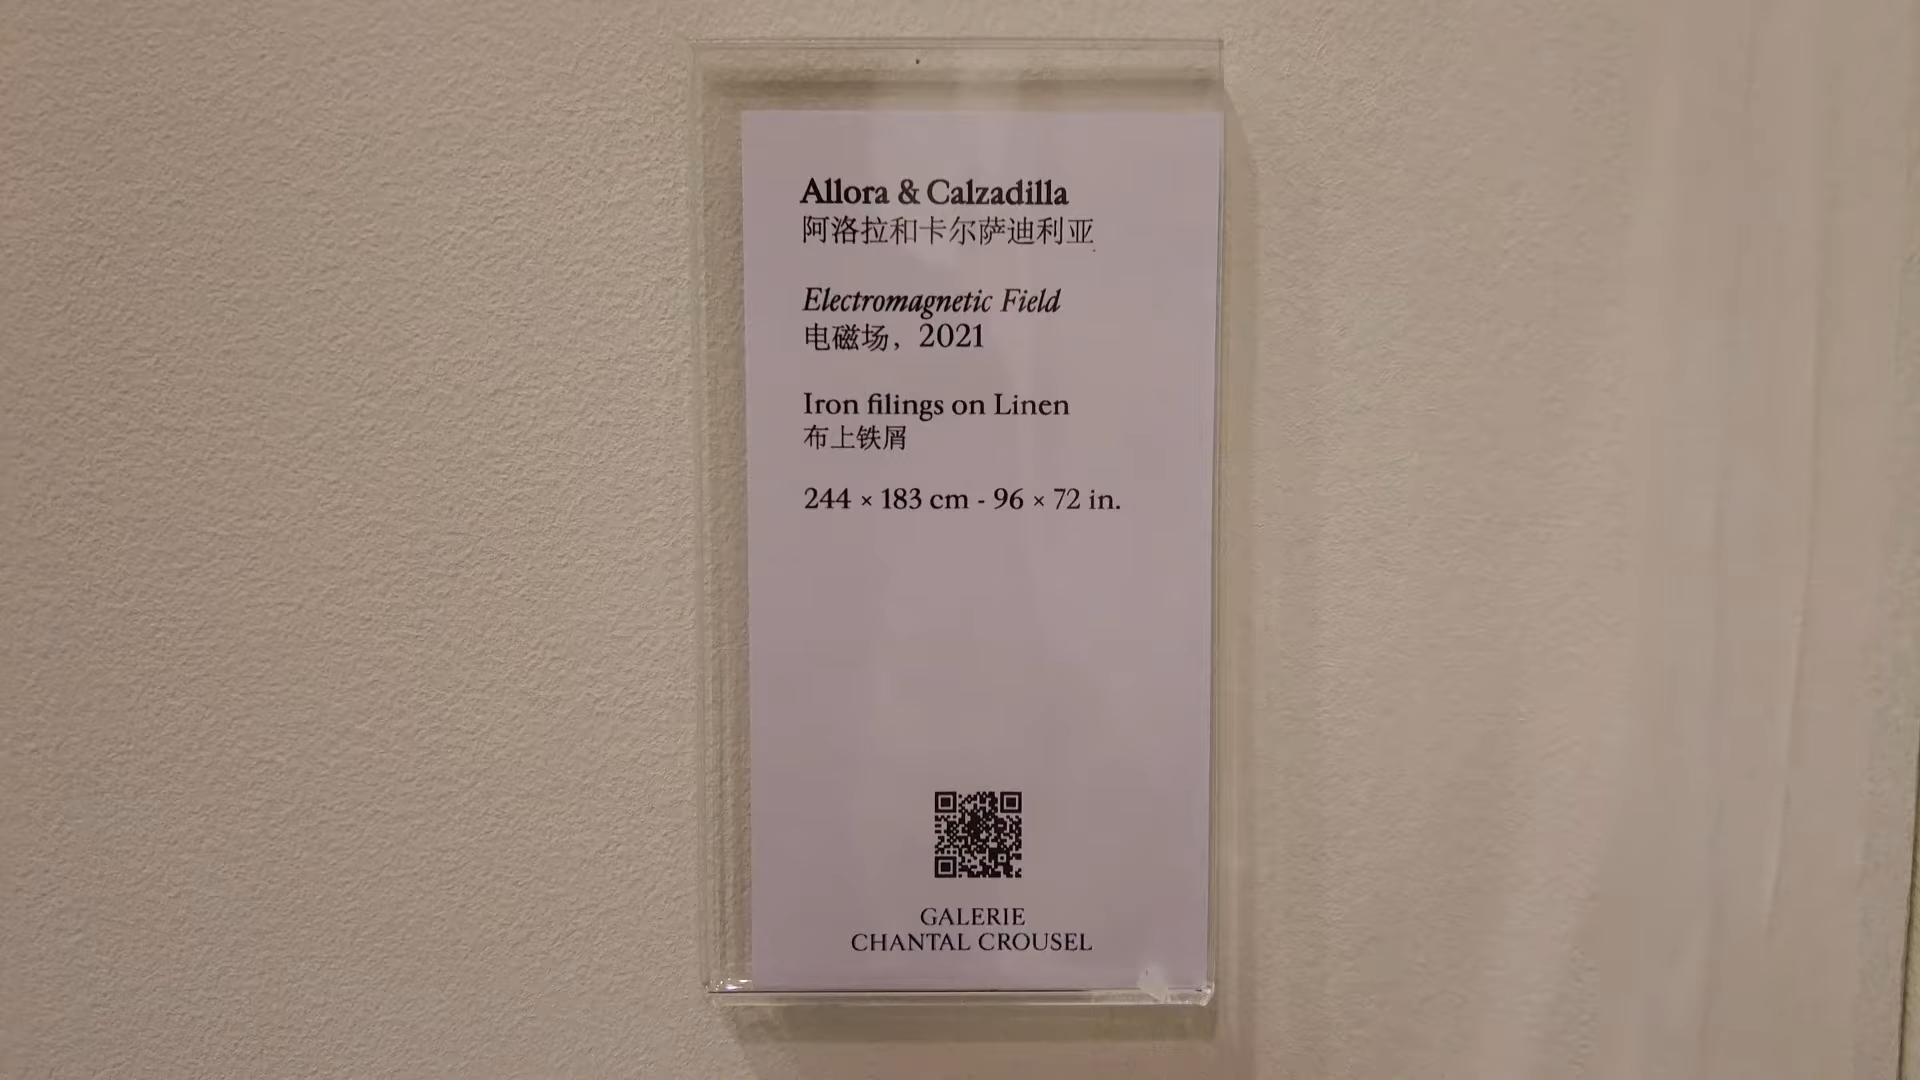 Allora & Calzadilla
阿洛拉和卡尔萨迪利亚
Electromagnetic Field
电磁场，2021
Iron filings on Linen
布上铁屑
244 × 183 cm - 96 × 72 in.
GALERIE
CHANTAL CROUSEL